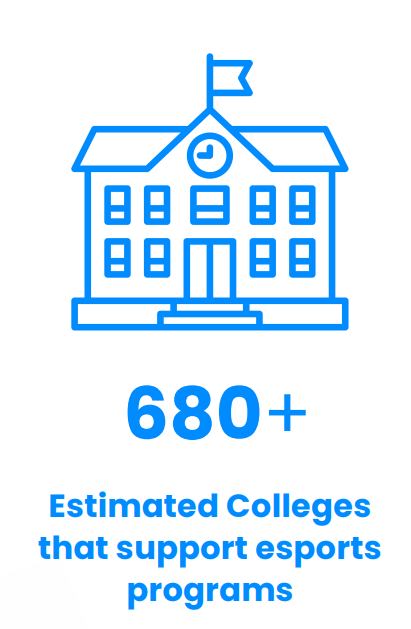 680+
Estimated Colleges
that support esports
programs